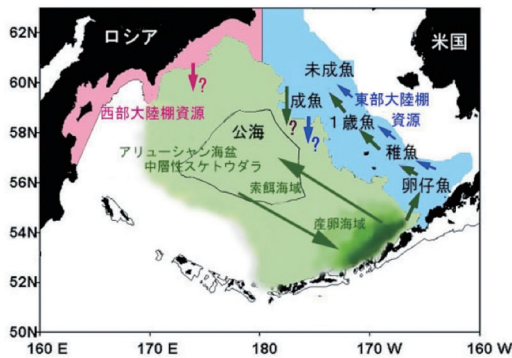 62N
60N
58N
56N
54N
52N
50N
160 E
170 E
180
170 W
160 W
ロシア
米国
西部大陸棚資源
?
成魚
?
?
未成魚
東部大陸棚
資源
1歳魚
稚魚
卵仔魚
公海
アリューシャン海盆
中層性スケトウダラ
索餌海域
産卵海域